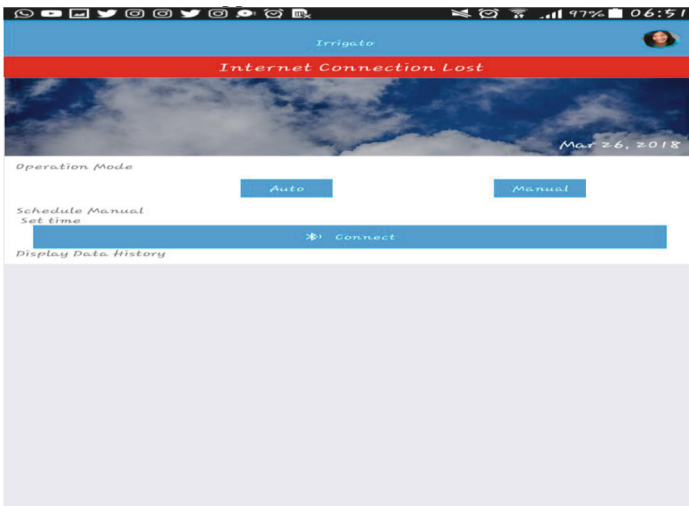 97% 06:51
Irrigato
Internet Connection Lost
Mar 26, 2018
Operation Mode
Auto Manual
Schedule Manual
Set time
Connect
Display Data History